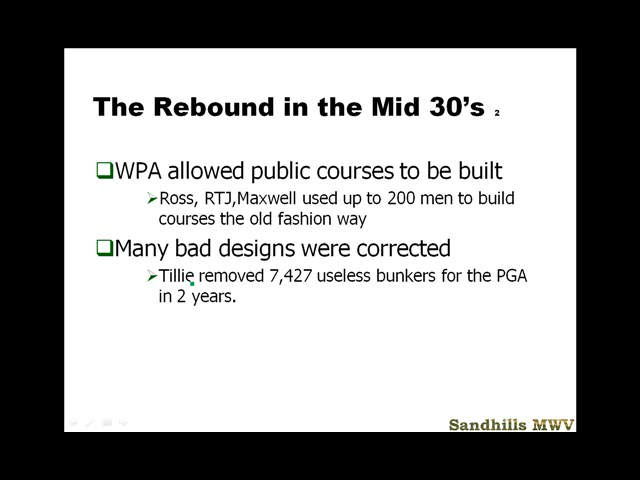 The Rebound in the Mid 30's 2
WPA allowed public courses to be built
Ross, RTJ,Maxwell used up to 200 men to build
courses the old fashion way
Many bad designs were corrected
Tillie removed 7,427 useless bunkers for the PGA
in 2 years.
Sandhills MWV